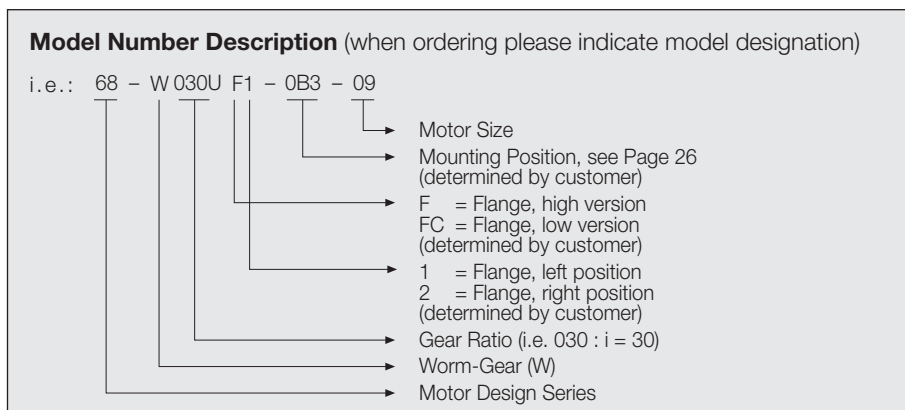 Model Number Description (when ordering please indicate model designation)
i.e.: 68 – W 030U F1 – 0B3 – 09
Motor Size
Mounting Position, see Page 26
(determined by customer)
F = Flange, high version
FC = Flange, low version
(determined by customer)
1 = Flange, left position
2 = Flange, right position
(determined by customer)
Gear Ratio (i.e. 030 : i = 30)
Worm-Gear (W)
Motor Design Series